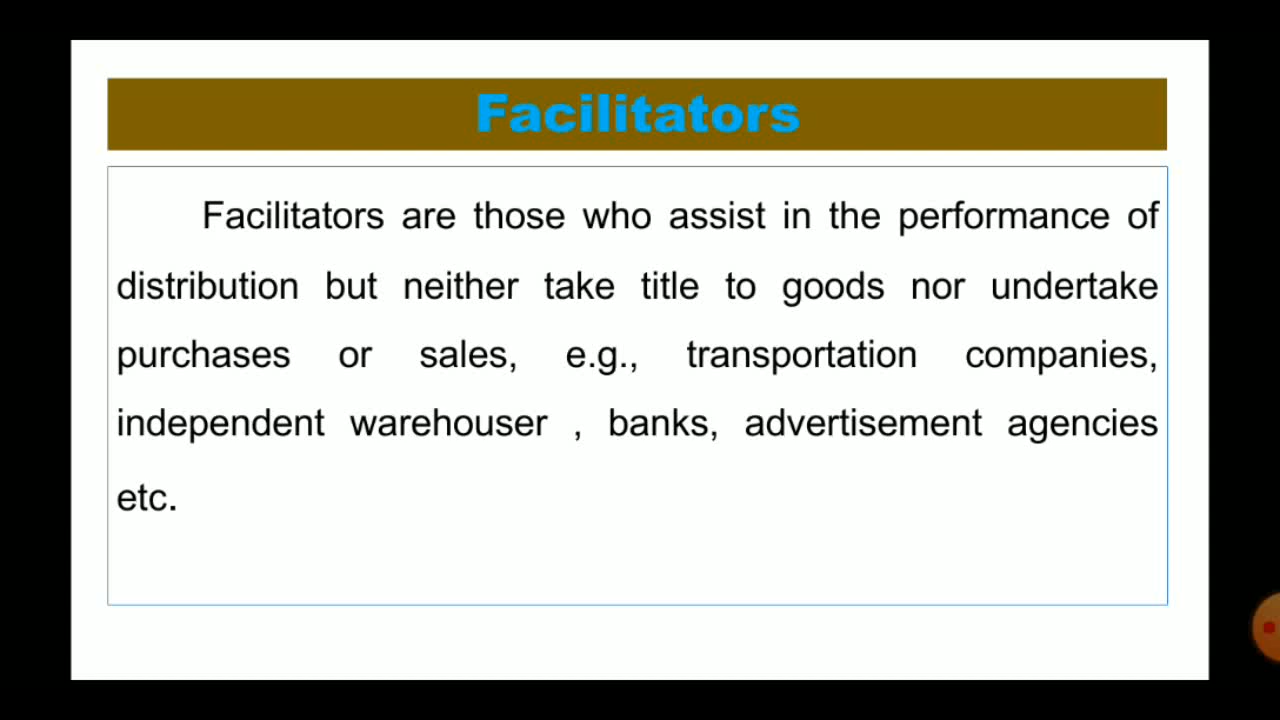 Facilitators
Facilitators are those who assist in the performance of
distribution but neither take title to goods nor undertake
purchases or sales, e.g., transportation companies,
independent warehouser , banks, advertisement agencies
etc.